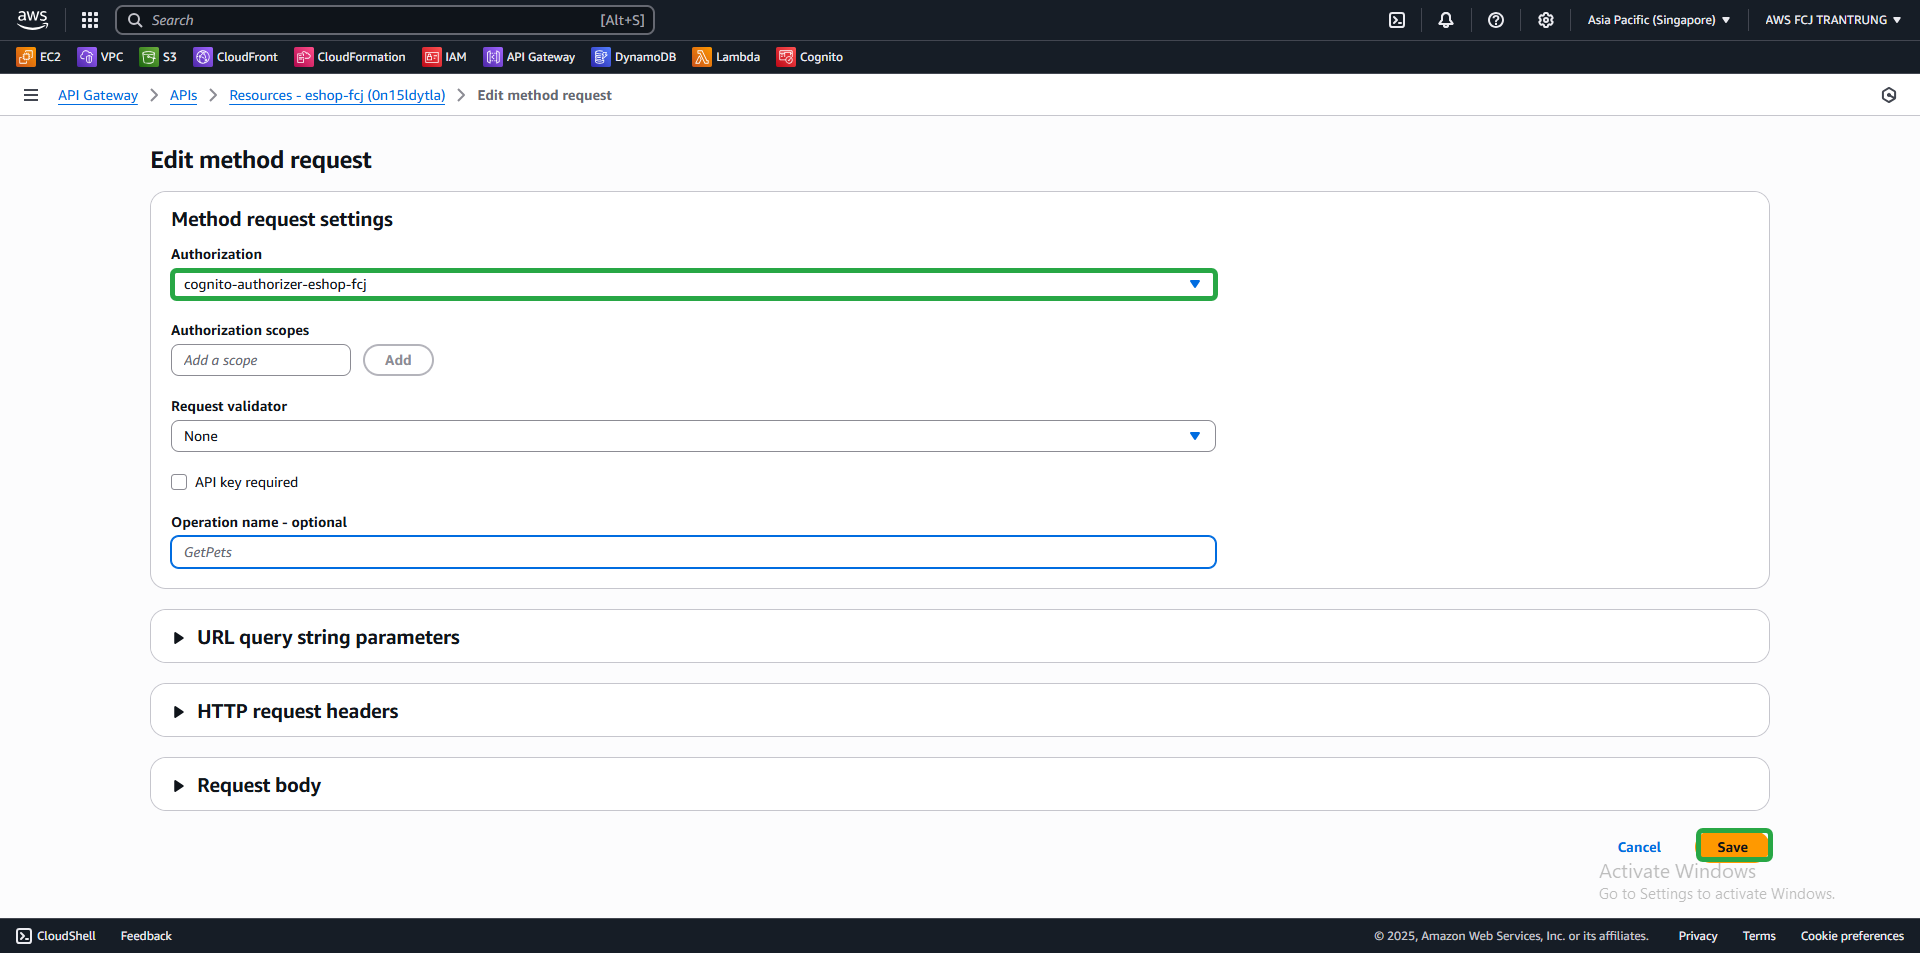 aws Search [Alt+S] Asia Pacific (Singapore) AWS FCJ TRANTRUNG
EC2 VPC S3 CloudFront CloudFormation IAM API Gateway DynamoDB Lambda Cognito
API Gateway APIs Resources - eshop-fcj (0n15ldytla) Edit method request
Edit method request
Method request settings
Authorization
cognito-authorizer-eshop-fcj
Authorization scopes
Add a scope Add
Request validator
None
API key required
Operation name - optional
GetPets
URL query string parameters
HTTP request headers
Request body
Cancel Save
Activate Windows
Go to Settings to activate Windows.
CloudShell Feedback © 2025, Amazon Web Services, Inc. or its affiliates. Privacy Terms Cookie preferences